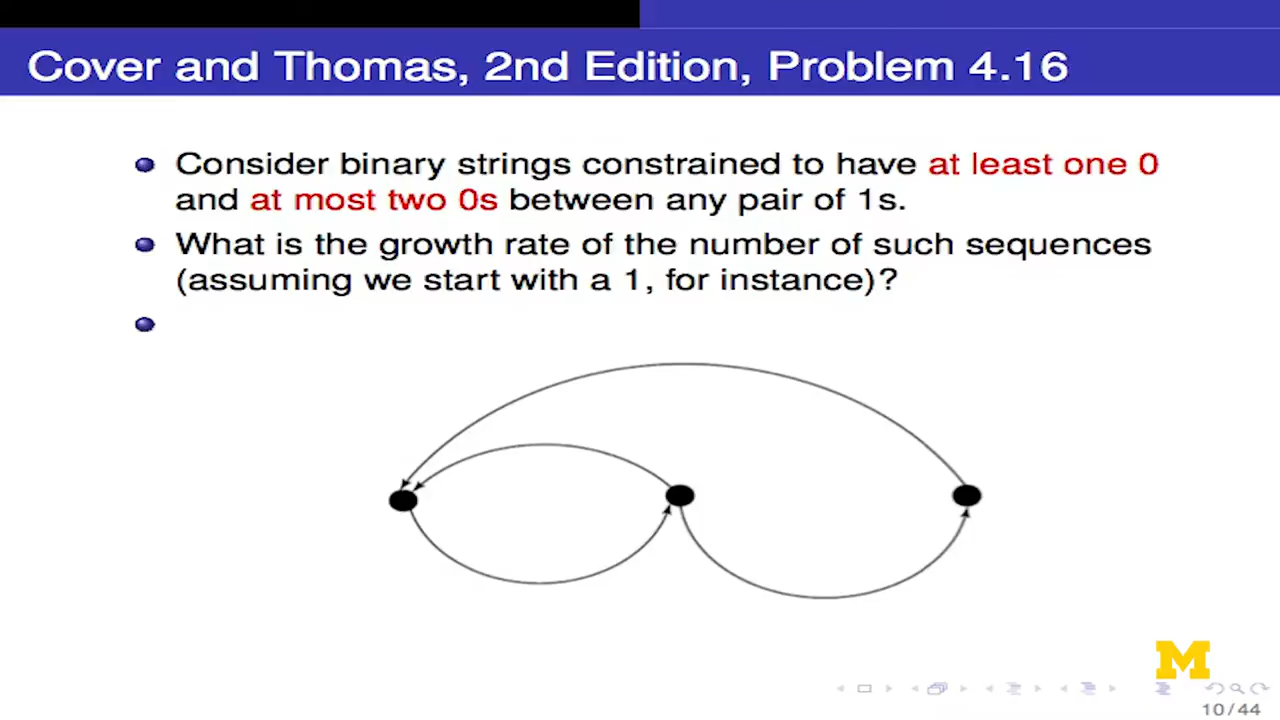 Cover and Thomas, 2nd Edition, Problem 4.16
Consider binary strings constrained to have at least one 0
and at most two 0s between any pair of 1s.
What is the growth rate of the number of such sequences
(assuming we start with a 1, for instance)?
M
10/44